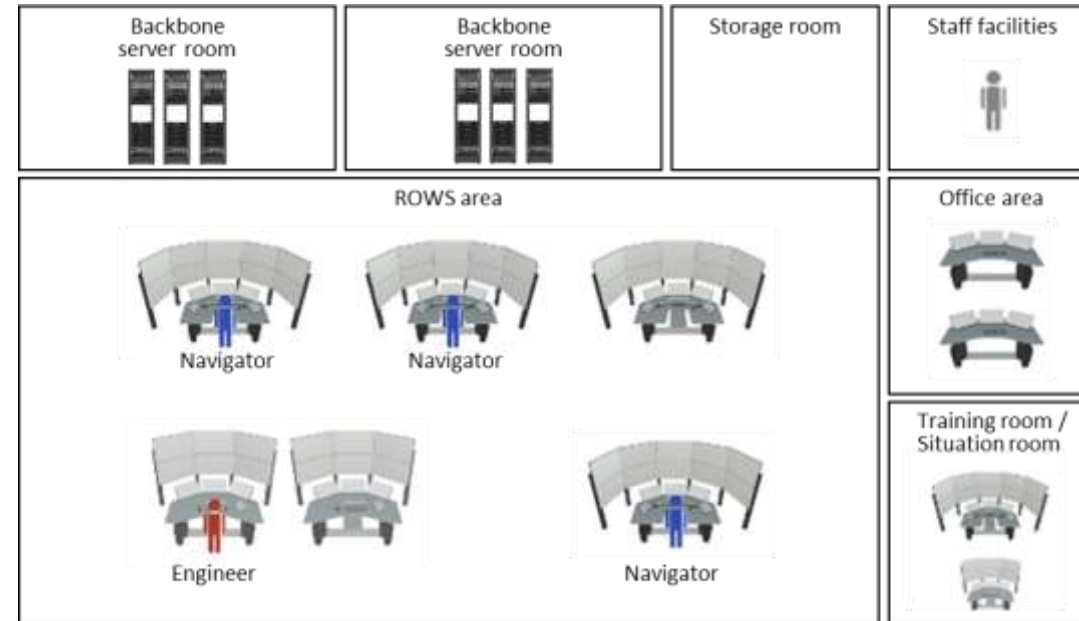 Backbone
server room
Backbone
server room
Storage room
Staff facilities
ROWS area
Office area
Navigator
Navigator
Training room /
Situation room
Engineer
Navigator